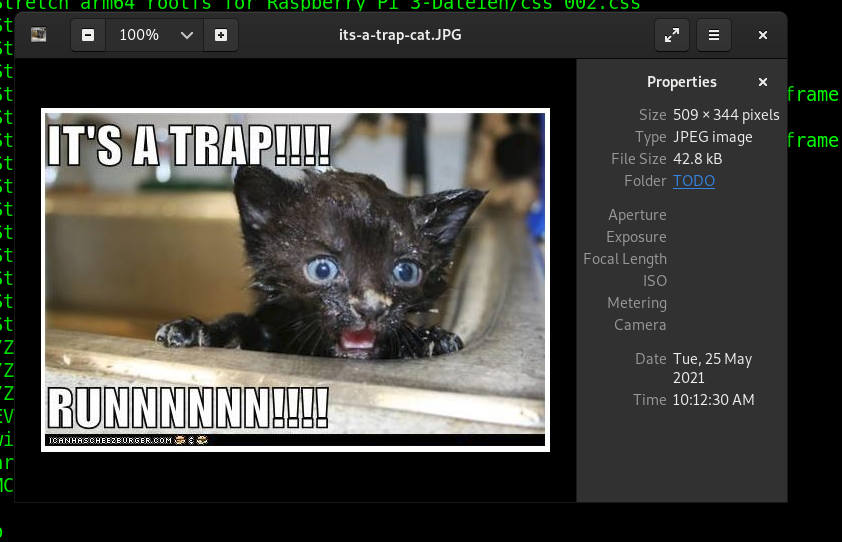 stretch arm64 rootfs for Raspberry Pi 3-Dateien/css 002.css
100%
its-a-trap-cat.JPG
Properties
Size 509 × 344 pixels
Type JPEG image
File Size 42.8 kB
Folder TODO
Aperture
Exposure
Focal Length
ISO
Metering
Camera
Date Tue, 25 May
2021
Time 10:12:30 AM
IT'S A TRAP!!!!
RUNNNNNN!!!!
ICANHASCHEEZBURGER.COM
frame
frame